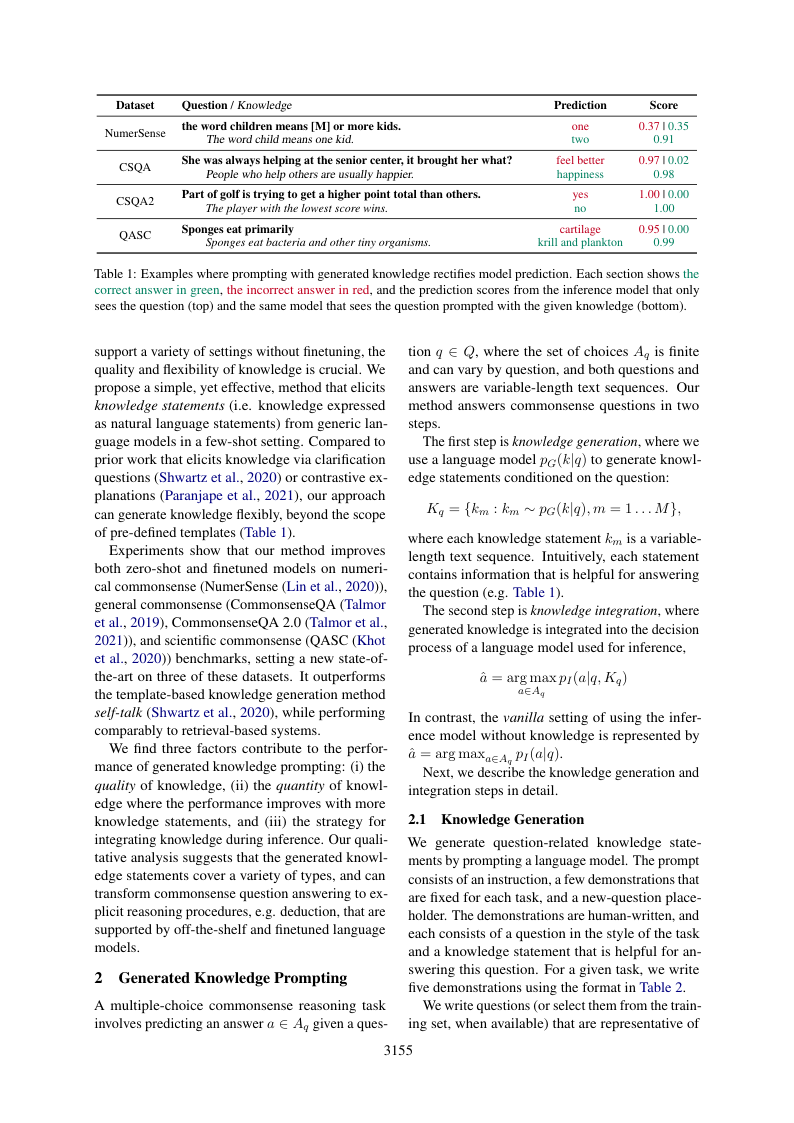 Dataset Question / Knowledge Prediction Score
NumerSense the word children means [M] or more kids. one 0.37 | 0.35
The word child means one kid. two 0.91
CSQA She was always helping at the senior center, it brought her what? feel better 0.97 | 0.02
People who help others are usually happier. happiness 0.98
CSQA2 Part of golf is trying to get a higher point total than others. yes 1.00 | 0.00
The player with the lowest score wins. no 1.00
QASC Sponges eat primarily cartilage 0.95 | 0.00
Sponges eat bacteria and other tiny organisms. krill and plankton 0.99
Table 1: Examples where prompting with generated knowledge rectifies model prediction. Each section shows the
correct answer in green, the incorrect answer in red, and the prediction scores from the inference model that only
sees the question (top) and the same model that sees the question prompted with the given knowledge (bottom).
support a variety of settings without finetuning, the
quality and flexibility of knowledge is crucial. We
propose a simple, yet effective, method that elicits
knowledge statements (i.e. knowledge expressed
as natural language statements) from generic lan-
guage models in a few-shot setting. Compared to
prior work that elicits knowledge via clarification
questions (Shwartz et al., 2020) or contrastive ex-
planations (Paranjape et al., 2021), our approach
can generate knowledge flexibly, beyond the scope
of pre-defined templates (Table 1).
Experiments show that our method improves
both zero-shot and finetuned models on numeri-
cal commonsense (NumerSense (Lin et al., 2020)),
general commonsense (CommonsenseQA (Talmor
et al., 2019), CommonsenseQA 2.0 (Talmor et al.,
2021)), and scientific commonsense (QASC (Khot
et al., 2020)) benchmarks, setting a new state-of-
the-art on three of these datasets. It outperforms
the template-based knowledge generation method
self-talk (Shwartz et al., 2020), while performing
comparably to retrieval-based systems.
We find three factors contribute to the perfor-
mance of generated knowledge prompting: (i) the
quality of knowledge, (ii) the quantity of knowl-
edge where the performance improves with more
knowledge statements, and (iii) the strategy for
integrating knowledge during inference. Our quali-
tative analysis suggests that the generated knowl-
edge statements cover a variety of types, and can
transform commonsense question answering to ex-
plicit reasoning procedures, e.g. deduction, that are
supported by off-the-shelf and finetuned language
models.
2 Generated Knowledge Prompting
A multiple-choice commonsense reasoning task
involves predicting an answer a ∈ A_q given a ques-
tion q ∈ Q, where the set of choices A_q is finite
and can vary by question, and both questions and
answers are variable-length text sequences. Our
method answers commonsense questions in two
steps.
The first step is knowledge generation, where we
use a language model p_G(k|q) to generate knowl-
edge statements conditioned on the question:
K_q = {k_m : k_m ∼ p_G(k|q), m = 1 . . . M},
where each knowledge statement k_m is a variable-
length text sequence. Intuitively, each statement
contains information that is helpful for answering
the question (e.g. Table 1).
The second step is knowledge integration, where
generated knowledge is integrated into the decision
process of a language model used for inference,
â = arg max p_I(a|q, K_q)
a∈A_q
In contrast, the vanilla setting of using the infer-
ence model without knowledge is represented by
â = arg max_{a∈A_q} p_I(a|q).
Next, we describe the knowledge generation and
integration steps in detail.
2.1 Knowledge Generation
We generate question-related knowledge state-
ments by prompting a language model. The prompt
consists of an instruction, a few demonstrations that
are fixed for each task, and a new-question place-
holder. The demonstrations are human-written, and
each consists of a question in the style of the task
and a knowledge statement that is helpful for an-
swering this question. For a given task, we write
five demonstrations using the format in Table 2.
We write questions (or select them from the train-
ing set, when available) that are representative of
3155